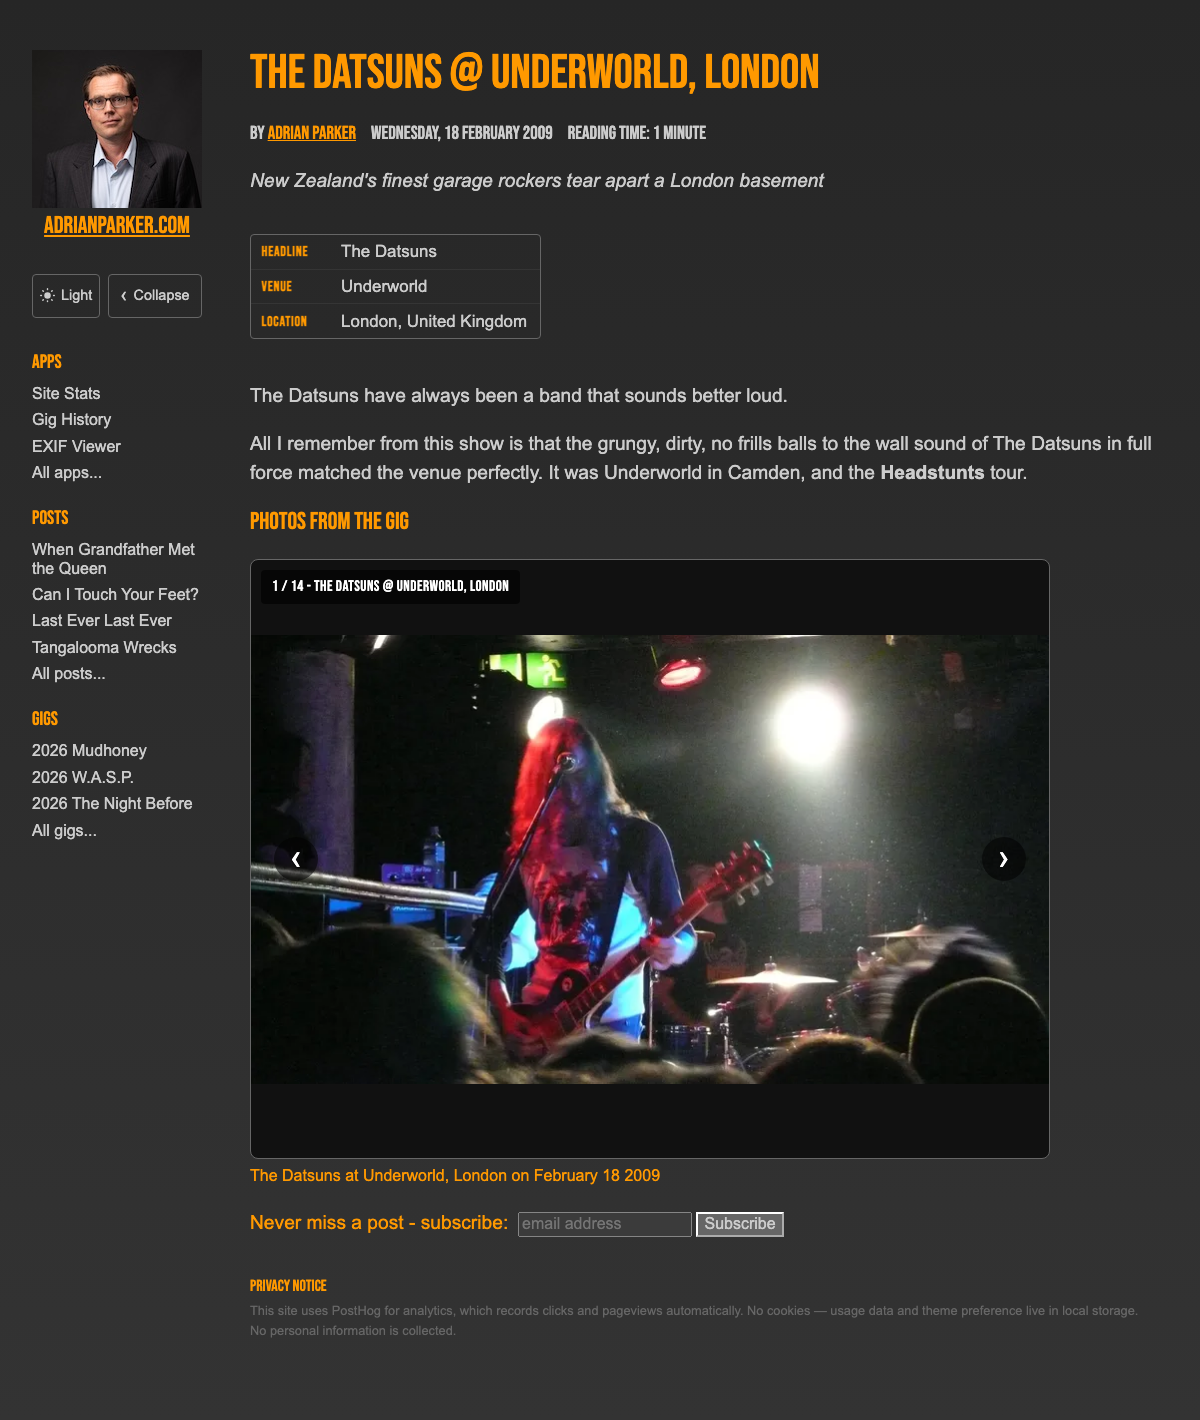 ADRIANPARKER.COM
Light
Collapse
APPS
Site Stats
Gig History
EXIF Viewer
All apps...
POSTS
When Grandfather Met
the Queen
Can I Touch Your Feet?
Last Ever Last Ever
Tangalooma Wrecks
All posts...
GIGS
2026 Mudhoney
2026 W.A.S.P.
2026 The Night Before
All gigs...
THE DATSUNS @ UNDERWORLD, LONDON
BY ADRIAN PARKER WEDNESDAY, 18 FEBRUARY 2009 READING TIME: 1 MINUTE
New Zealand's finest garage rockers tear apart a London basement
HEADLINE The Datsuns
VENUE Underworld
LOCATION London, United Kingdom
The Datsuns have always been a band that sounds better loud.
All I remember from this show is that the grungy, dirty, no frills balls to the wall sound of The Datsuns in full
force matched the venue perfectly. It was Underworld in Camden, and the Headstunts tour.
PHOTOS FROM THE GIG
1 / 14 - THE DATSUNS @ UNDERWORLD, LONDON
The Datsuns at Underworld, London on February 18 2009
Never miss a post - subscribe: email address Subscribe
PRIVACY NOTICE
This site uses PostHog for analytics, which records clicks and pageviews automatically. No cookies — usage data and theme preference live in local storage.
No personal information is collected.